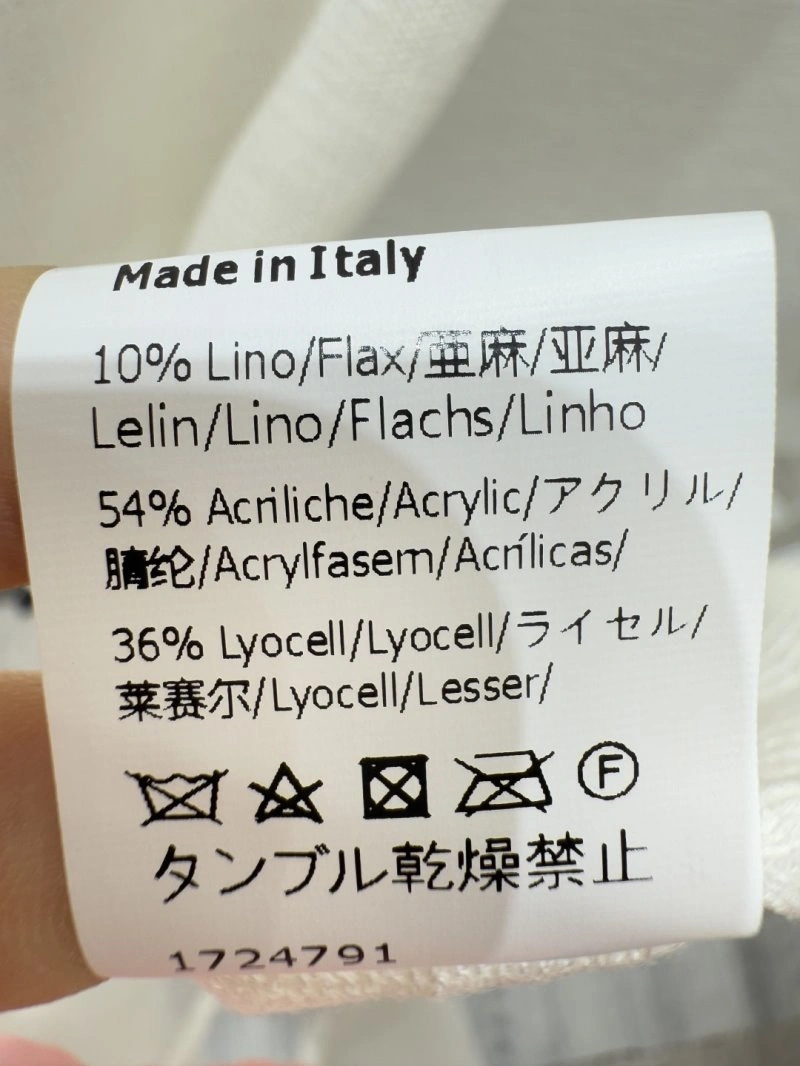 Made in Italy
10% Lino/Flax/亜麻/亚麻/
Lelin/Lino/Flachs/Linho
54% Acriliche/Acrylic/アクリル/
腈纶/Acrylfasern/Acrílicas/
36% Lyocell/Lyocell/ライセル/
莱赛尔/Lyocell/Lesser/
F
タンブル乾燥禁止
1724791